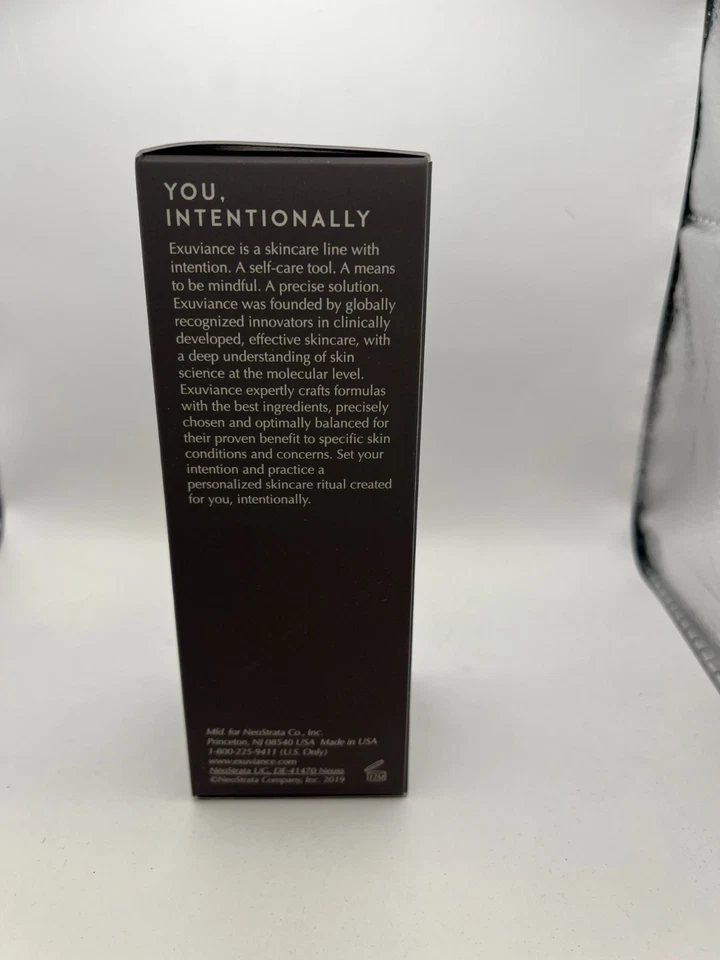 YOU,
INTENTIONALLY
Exuviance is a skincare line with
intention. A self-care tool. A means
to be mindful. A precise solution.
Exuviance was founded by globally
recognized innovators in clinically
developed, effective skincare, with
a deep understanding of skin
science at the molecular level.
Exuviance expertly crafts formulas
with the best ingredients, precisely
chosen and optimally balanced for
their proven benefit to specific skin
conditions and concerns. Set your
intention and practice a
personalized skincare ritual created
for you, intentionally.
Mfd. for NeoStrata Co., Inc.
Princeton, NJ 08540 USA Made in USA
1-800-225-9411 (U.S. Only)
www.exuviance.com
NeoStrata UG, DE-41470 Neuss
©NeoStrata Company, Inc. 2019